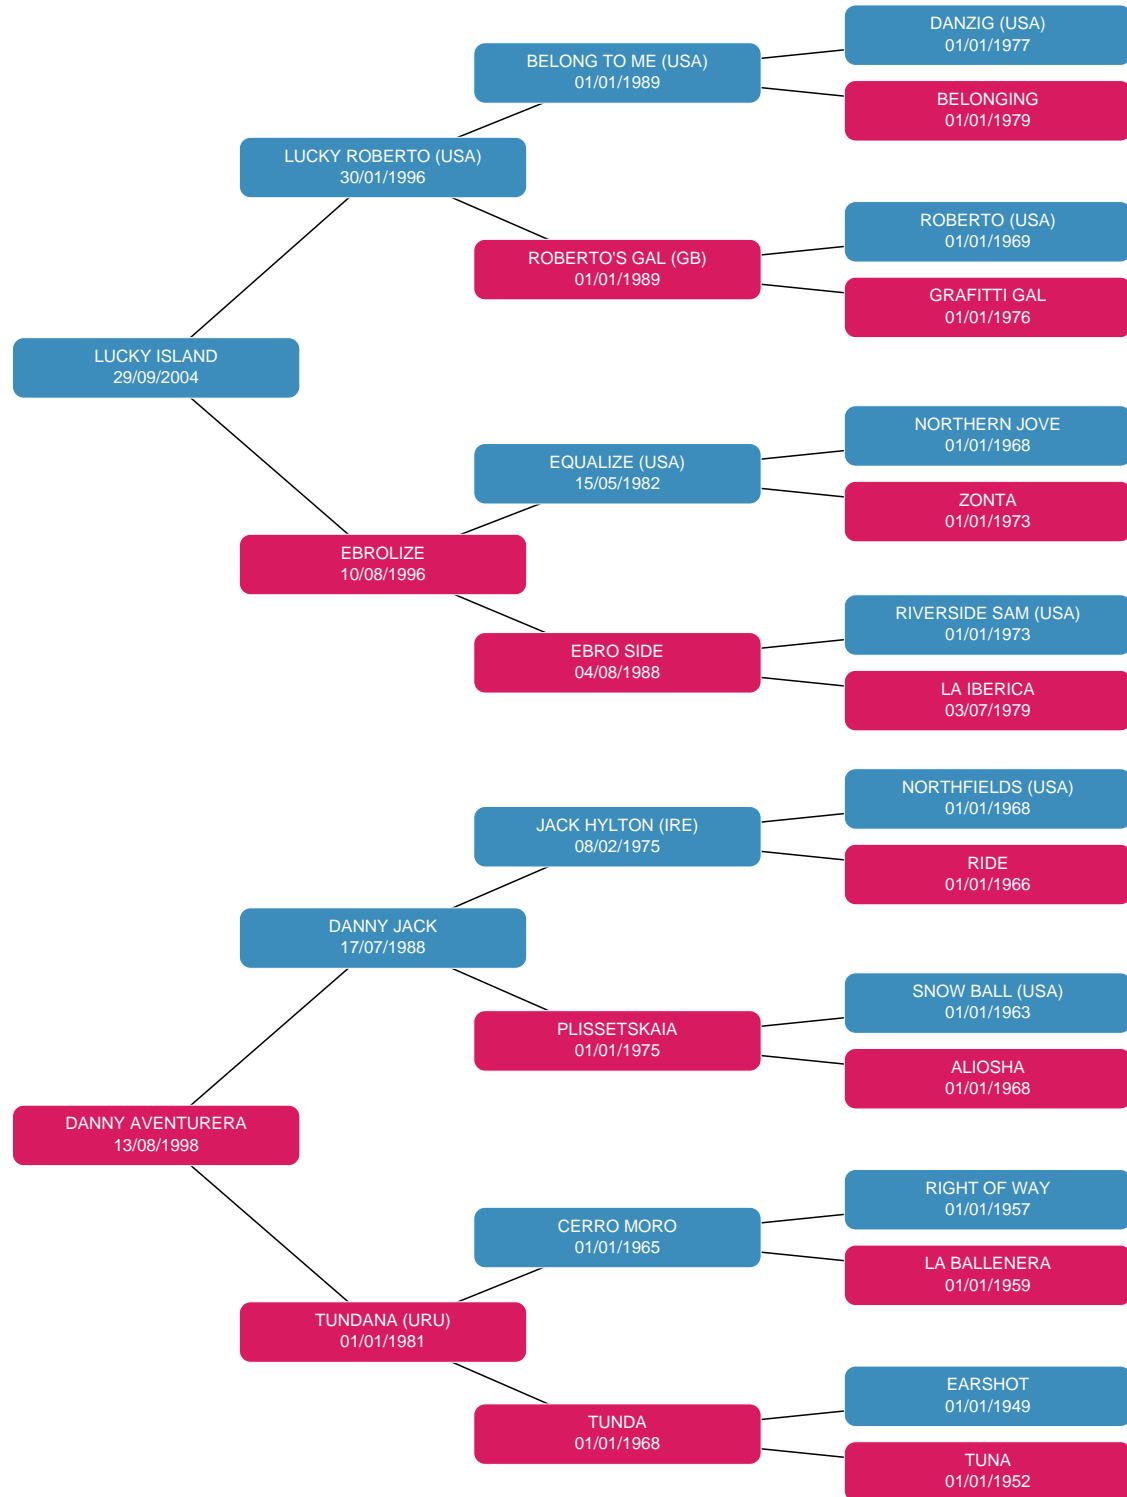 DANZIG (USA)
01/01/1977
BELONG TO ME (USA)
01/01/1989
BELONGING
01/01/1979
LUCKY ROBERTO (USA)
30/01/1996
ROBERTO (USA)
01/01/1969
ROBERTO'S GAL (GB)
01/01/1989
GRAFITTI GAL
01/01/1976
LUCKY ISLAND
29/09/2004
NORTHERN JOVE
01/01/1968
EQUALIZE (USA)
15/05/1982
ZONTA
01/01/1973
EBROLIZE
10/08/1996
RIVERSIDE SAM (USA)
01/01/1973
EBRO SIDE
04/08/1988
LA IBERICA
03/07/1979
NORTHFIELDS (USA)
01/01/1968
JACK HYLTON (IRE)
08/02/1975
RIDE
01/01/1966
DANNY JACK
17/07/1988
SNOW BALL (USA)
01/01/1963
PLISSETSKAIA
01/01/1975
ALIOSHA
01/01/1968
DANNY AVENTURERA
13/08/1998
RIGHT OF WAY
01/01/1957
CERRO MORO
01/01/1965
LA BALLENERA
01/01/1959
TUNDANA (URU)
01/01/1981
EARSHOT
01/01/1949
TUNDA
01/01/1968
TUNA
01/01/1952